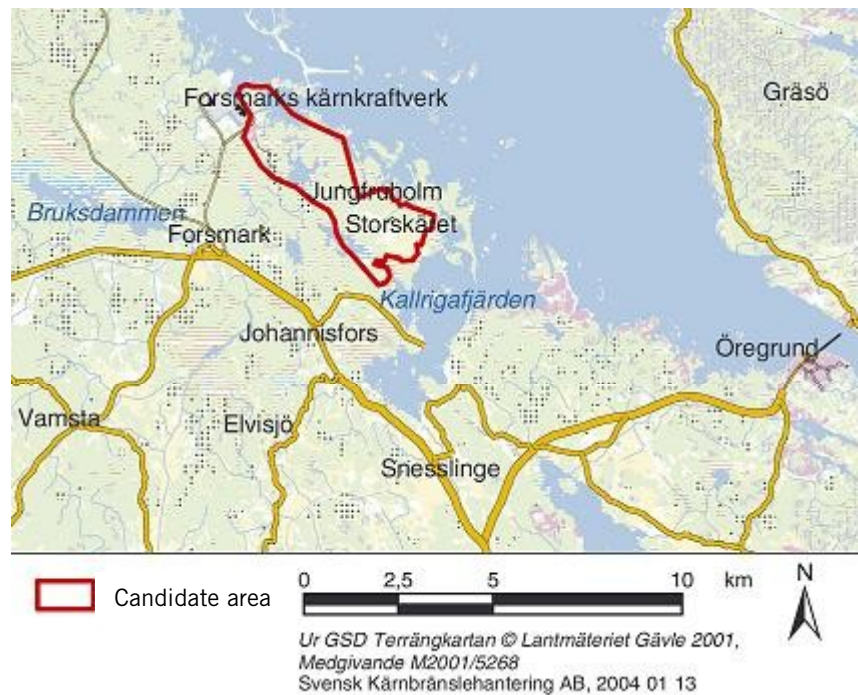 Gräsö
Forsmarks kärnkraftverk
Jungfruholm
Bruksdammen
Storskäret
Forsmark
Kallrigafjärden
Johannisfors
Öregrund
Vamsta
Elvisjö
Snesslinge
0 2,5 5 10 km N
Candidate area
Ur GSD Terrängkartan © Lantmäteriet Gävle 2001,
Medgivande M2001/5268
Svensk Kärnbränslehantering AB, 2004 01 13